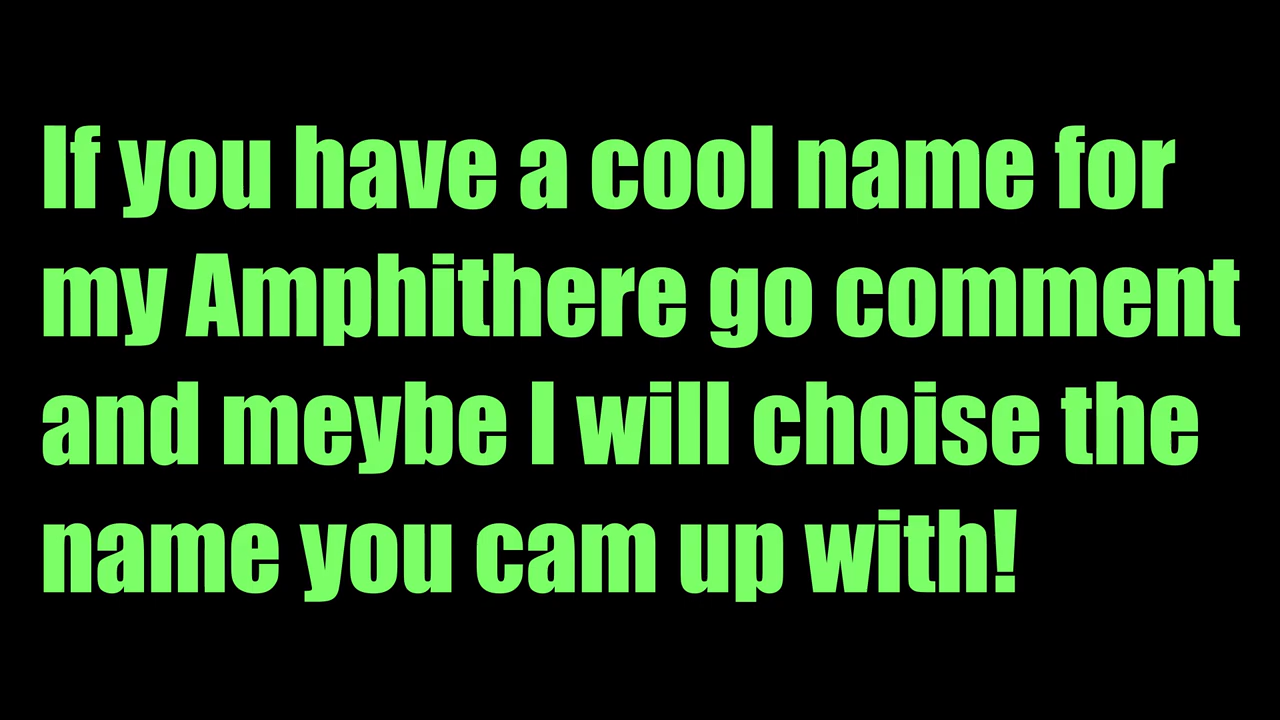 If you have a cool name for
my Amphithere go comment
and meybe I will choise the
name you cam up with!